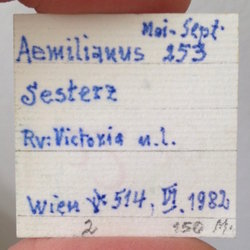 Mai-Sept.
Aemilianus 253
Sesterz
Rv: Victoria n.l.
Wien 514, VI. 1982
2 150 M.